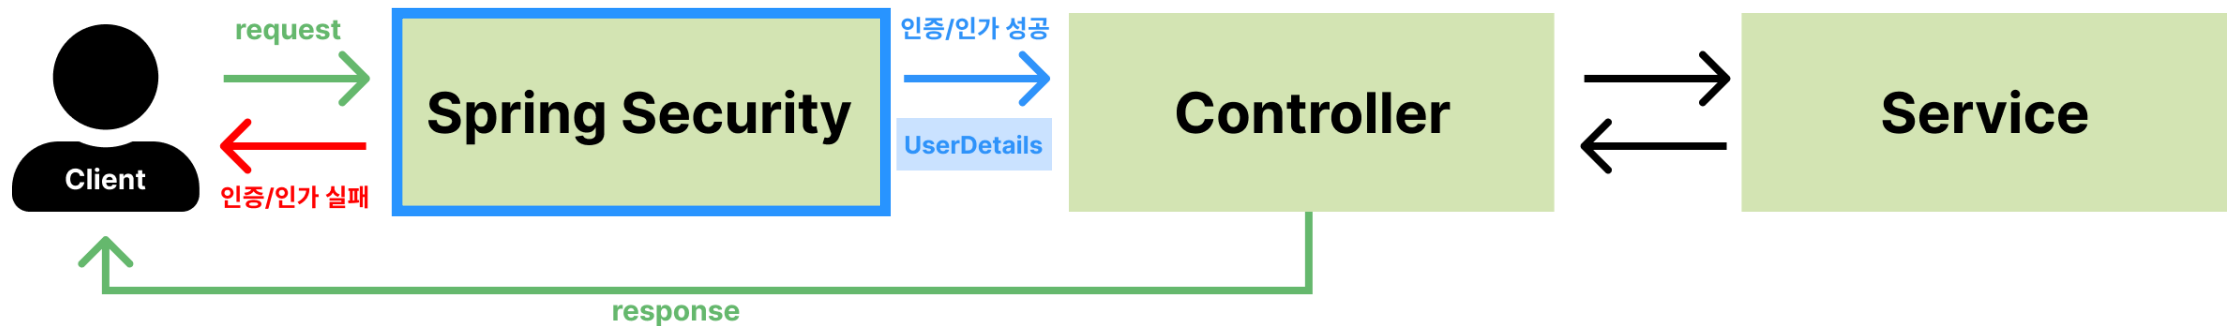 request
인증/인가 성공
Spring Security
Controller
Service
UserDetails
Client
인증/인가 실패
response